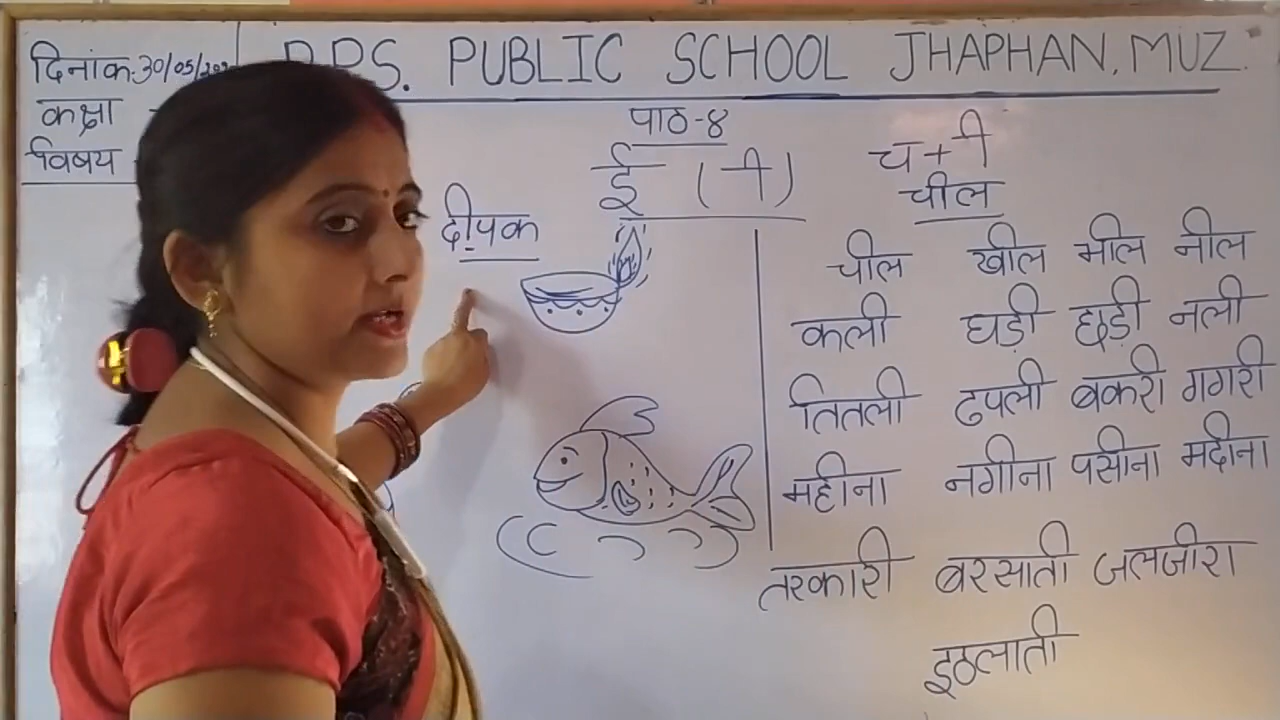 दिनांक:30/05/
P.P.S. PUBLIC SCHOOL JHAPHAN, MUZ.
कक्षा
विषय
पाठ-४
ई (ी)
च + ी
चील
दीपक
चील खील मील नील
कली घड़ी छड़ी नली
तितली ढपली बकरी गगरी
महीना नगीना पसीना मदीना
तरकारी बरसाती जलजीरा
इठलाती